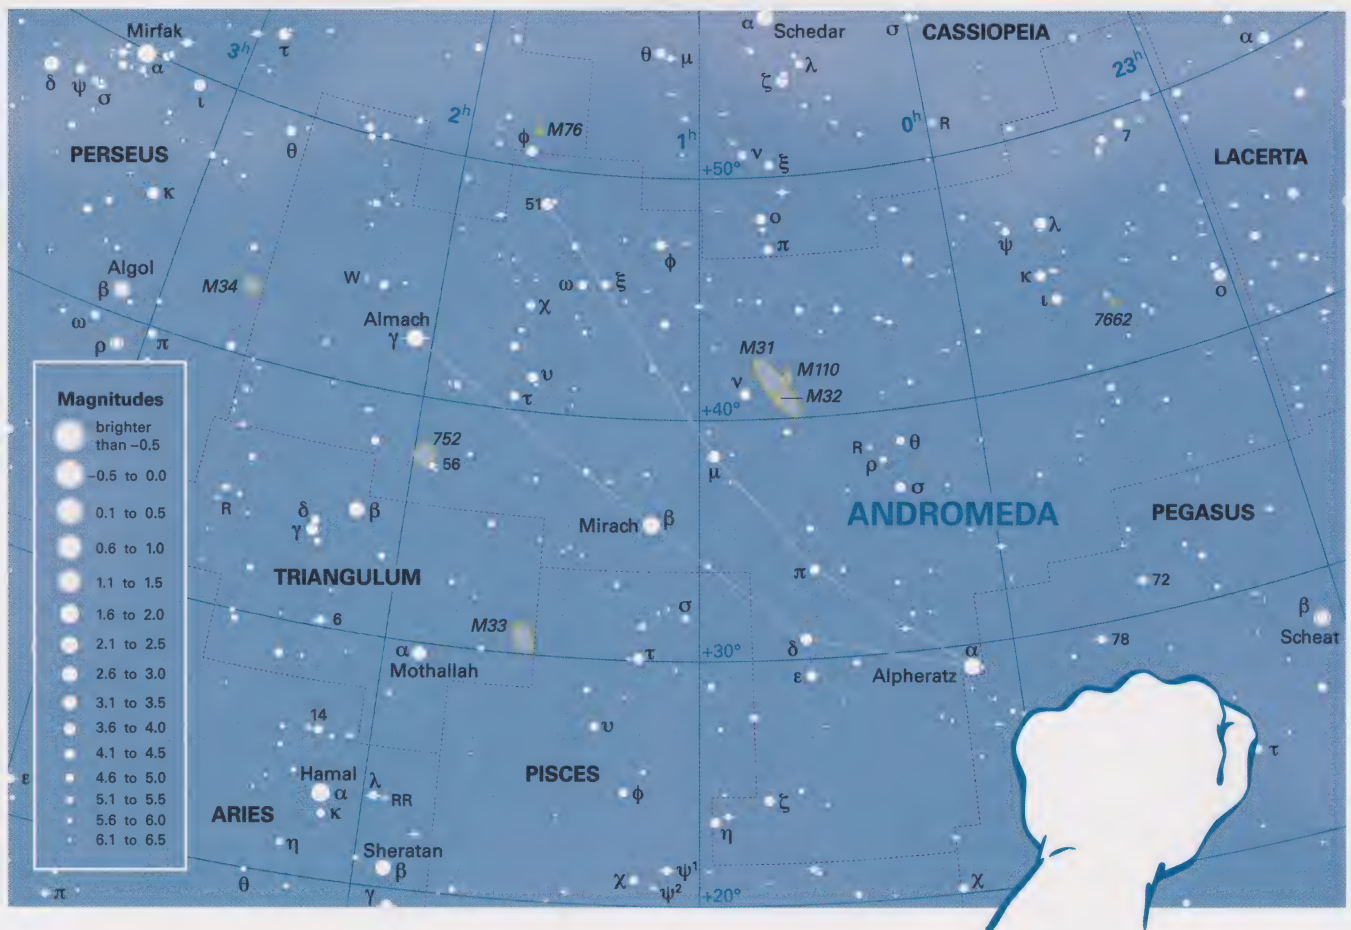 Mirfak
α
3h
τ
θ
μ
α
Schedar
σ
CASSIOPEIA
α
23h
δ
ψ
σ
ι
ζ
λ
2h
φ
M76
1h
0h
R
7
PERSEUS
θ
ν
ξ
+50°
LACERTA
κ
51
ο
π
φ
ψ
λ
Algol
β
M34
W
ω
ξ
κ
ι
ο
χ
7662
ω
ρ
π
Almach
γ
M31
M110
M32
ν
υ
τ
+40°
Magnitudes
brighter
than –0.5
–0.5 to 0.0
0.1 to 0.5
0.6 to 1.0
1.1 to 1.5
1.6 to 2.0
2.1 to 2.5
2.6 to 3.0
3.1 to 3.5
3.6 to 4.0
4.1 to 4.5
4.6 to 5.0
5.1 to 5.5
5.6 to 6.0
6.1 to 6.5
752
56
μ
R
θ
ρ
σ
R
δ
γ
β
Mirach
β
ANDROMEDA
PEGASUS
TRIANGULUM
π
72
6
M33
σ
β
Scheat
α
Mothallah
τ
+30°
δ
ε
α
Alpheratz
78
14
υ
τ
ε
Hamal
α
κ
λ
RR
PISCES
φ
ζ
ARIES
η
η
Sheratan
β
γ
θ
π
χ
ψ1
ψ2
+20°
χ